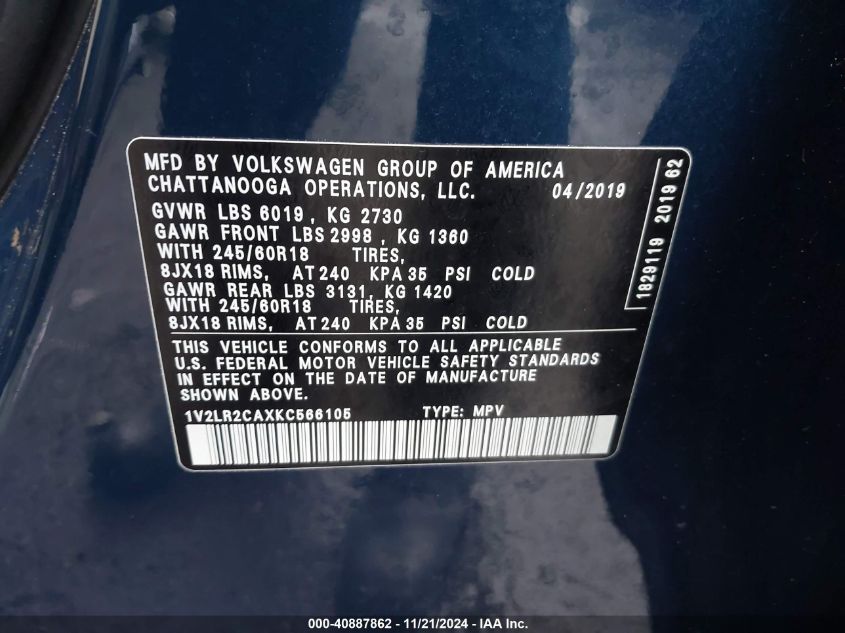 MFD BY VOLKSWAGEN GROUP OF AMERICA
CHATTANOOGA OPERATIONS, LLC. 04/2019
GVWR LBS 6019, KG 2730
GAWR FRONT LBS 2998, KG 1360
WITH 245/60R18 TIRES,
8JX18 RIMS, AT 240 KPA 35 PSI COLD
GAWR REAR LBS 3131, KG 1420
WITH 245/60R18 TIRES,
8JX18 RIMS, AT 240 KPA 35 PSI COLD
THIS VEHICLE CONFORMS TO ALL APPLICABLE
U.S. FEDERAL MOTOR VEHICLE SAFETY STANDARDS
IN EFFECT ON THE DATE OF MANUFACTURE
SHOWN ABOVE.
1V2LR2CAXKC566105 TYPE: MPV
1829119 2019 62
000-40887862 - 11/21/2024 - IAA Inc.